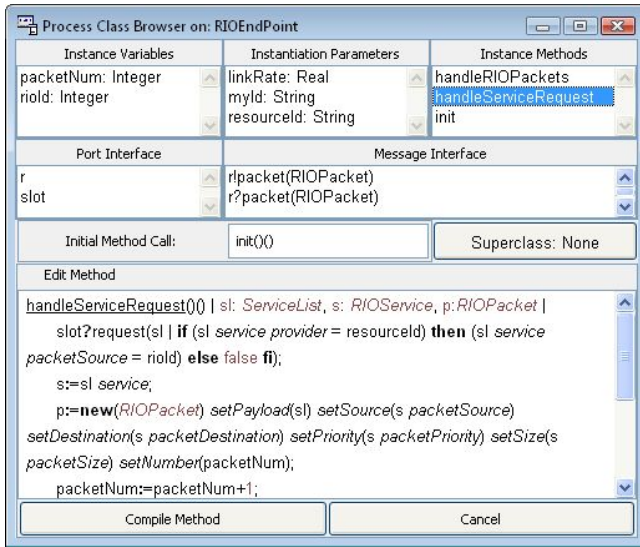 Process Class Browser on: RIOEndPoint
Instance Variables
Instantiation Parameters
Instance Methods
packetNum: Integer
rioId: Integer
linkRate: Real
myId: String
resourceId: String
handleRIOPackets
handleServiceRequest
init
Port Interface
Message Interface
r
slot
r!packet(RIOPacket)
r?packet(RIOPacket)
Initial Method Call:
init()()
Superclass: None
Edit Method
handleServiceRequest()() | sl: ServiceList, s: RIOService, p:RIOPacket |
slot?request(sl | if (sl service provider = resourceId) then (sl service
packetSource = rioId) else false fi);
s:=sl service;
p:=new(RIOPacket) setPayload(sl) setSource(s packetSource)
setDestination(s packetDestination) setPriority(s packetPriority) setSize(s
packetSize) setNumber(packetNum);
packetNum:=packetNum+1;
Compile Method
Cancel